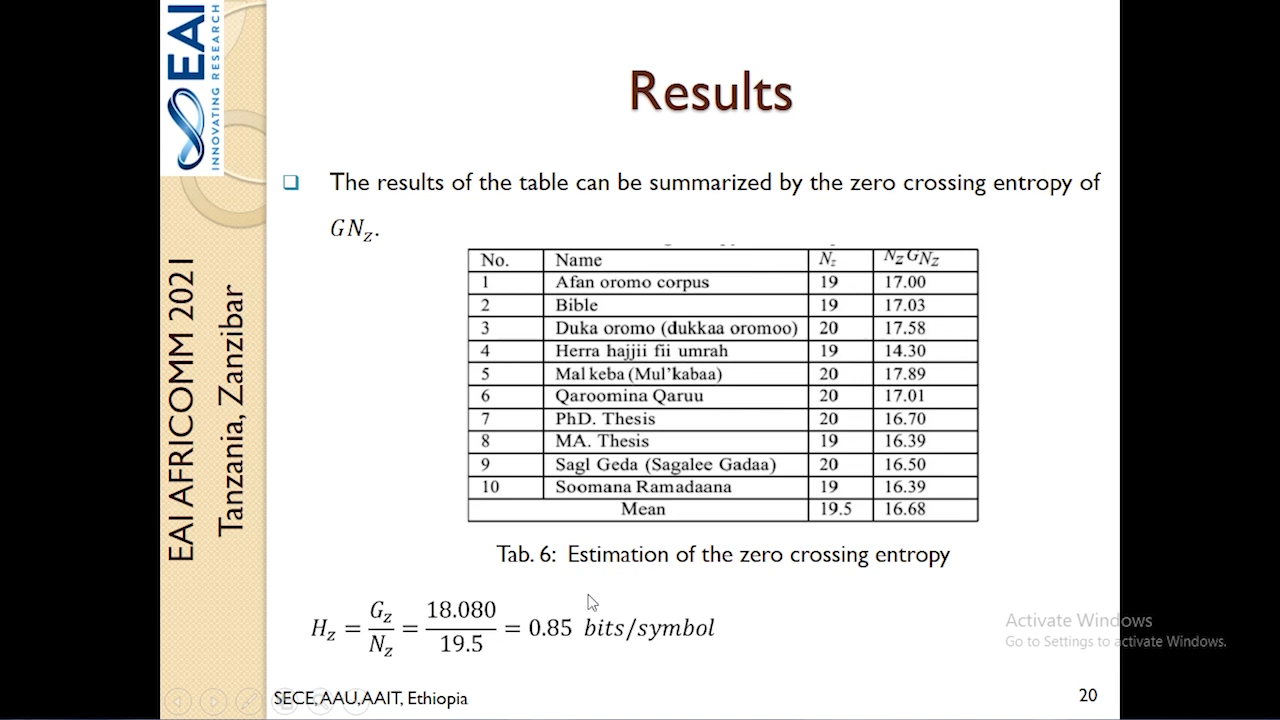 EAI
INNOVATING RESEARCH
EAI AFRICOMM 2021
Tanzania, Zanzibar
Results
The results of the table can be summarized by the zero crossing entropy of
GN_z.
No. Name N_z N_Z G_{N_Z}
1 Afan oromo corpus 19 17.00
2 Bible 19 17.03
3 Duka oromo (dukkaa oromoo) 20 17.58
4 Herra hajjii fii umrah 19 14.30
5 Mal keba (Mul'kabaa) 20 17.89
6 Qaroomina Qaruu 20 17.01
7 PhD. Thesis 20 16.70
8 MA. Thesis 19 16.39
9 Sagl Geda (Sagalee Gadaa) 20 16.50
10 Soomana Ramadaana 19 16.39
Mean 19.5 16.68
Tab. 6: Estimation of the zero crossing entropy
H_z = G_z/N_z = 18.080/19.5 = 0.85 bits/symbol
Activate Windows
Go to Settings to activate Windows.
SECE,AAU,AAIT, Ethiopia
20